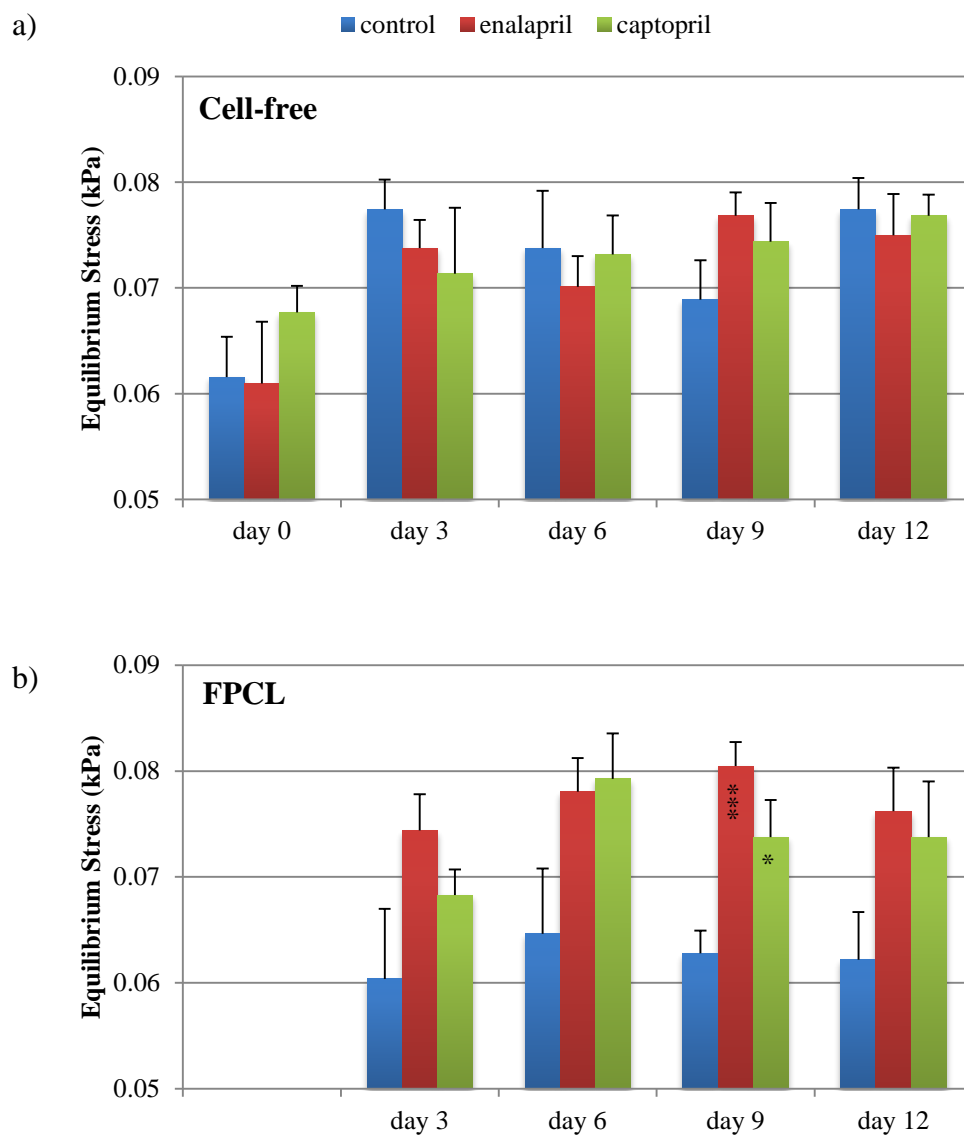 a)
control enalapril captopril
Cell-free
Equilibrium Stress (kPa)
0.09
0.08
0.07
0.06
0.05
day 0 day 3 day 6 day 9 day 12
b)
FPCL
Equilibrium Stress (kPa)
0.09
0.08
0.07
0.06
0.05
***
*
day 3 day 6 day 9 day 12